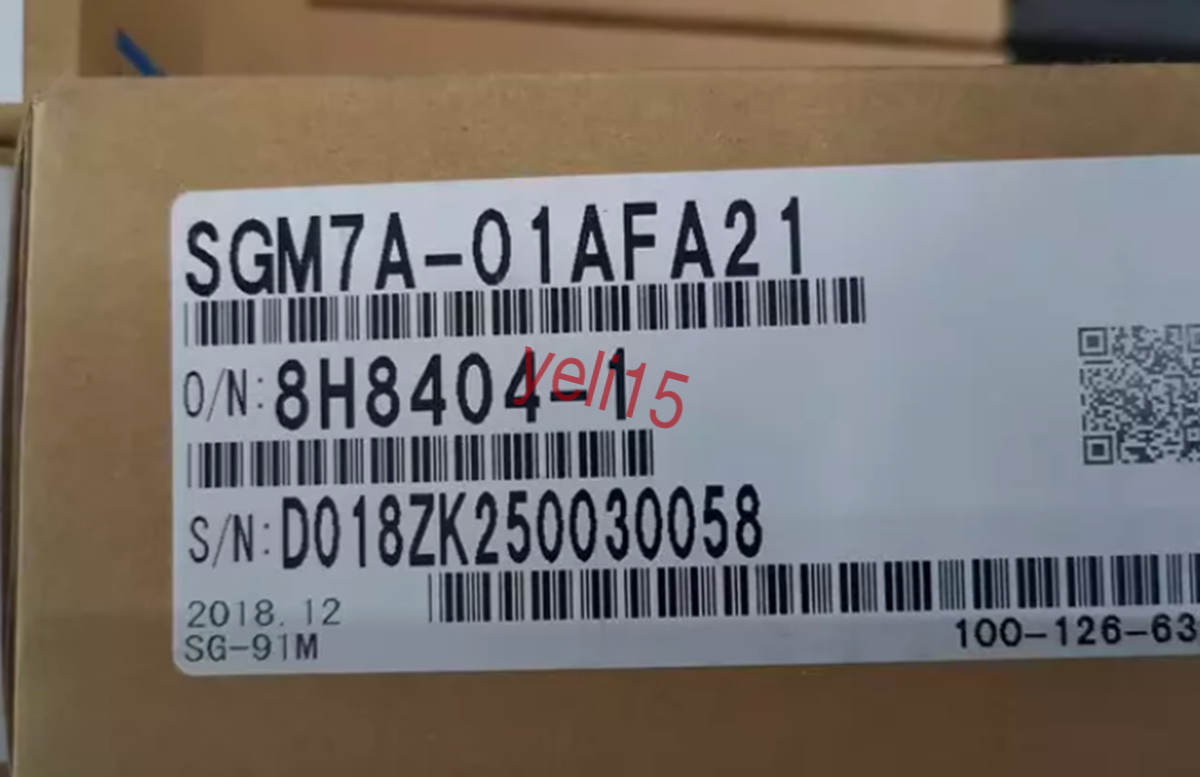 SGM7A-01AFA21
O/N: 8H8404-1
yeli15
S/N: D018ZK250030058
2018.12
SG-91M
100-126-63